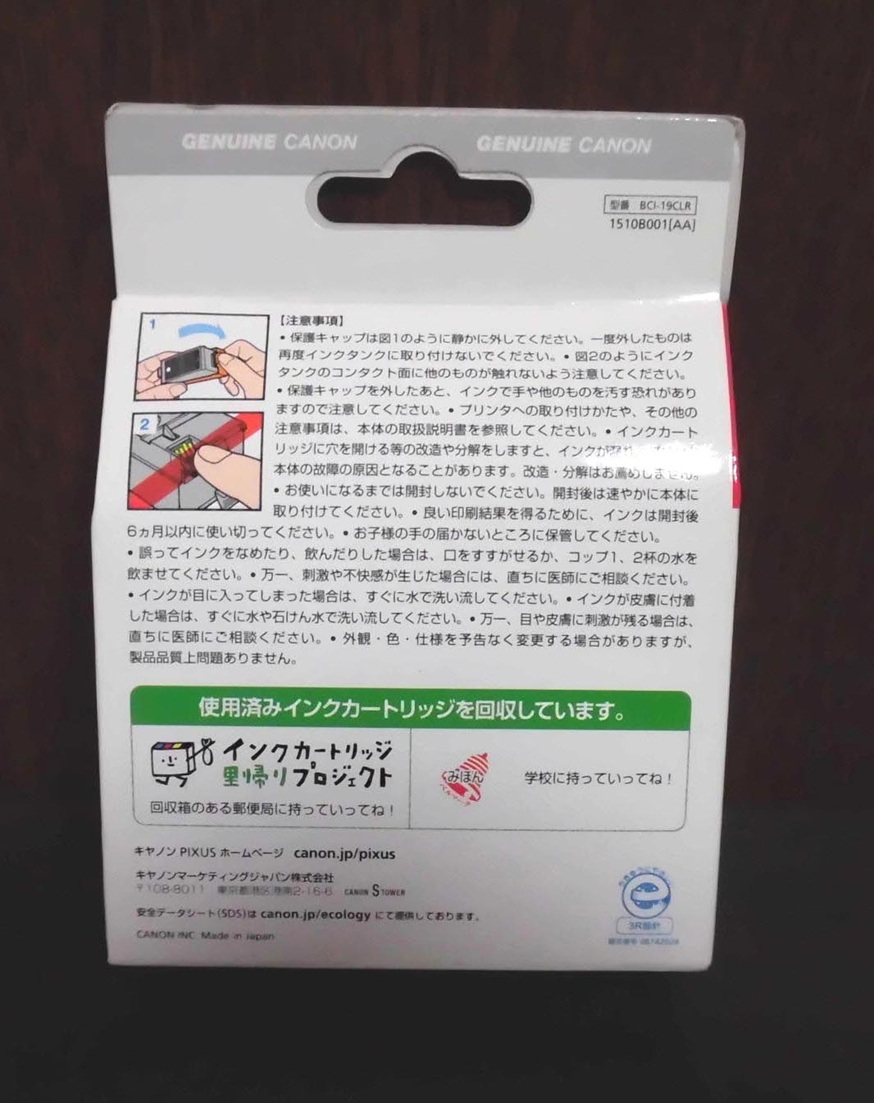 GENUINE CANON GENUINE CANON
型番 BCI-19CLR
1510B001[AA]
1
2
【注意事項】
• 保護キャップは図1のように静かに外してください。一度外したものは
再度インクタンクに取り付けないでください。• 図2のようにインク
タンクのコンタクト面に他のものが触れないよう注意してください。
• 保護キャップを外したあと、インクで手や他のものを汚す恐れがあり
ますので注意してください。• プリンタへの取り付けかたや、その他の
注意事項は、本体の取扱説明書を参照してください。• インクカート
リッジに穴を開ける等の改造や分解をしますと、インクが
本体の故障の原因となることがあります。改造・分解はお薦めしません。
• お使いになるまでは開封しないでください。開封後は速やかに本体に
取り付けてください。• 良い印刷結果を得るために、インクは開封後
6ヵ月以内に使い切ってください。• お子様の手の届かないところに保管してください。
• 誤ってインクをなめたり、飲んだりした場合は、口をすすがせるか、コップ1、2杯の水を
飲ませてください。• 万一、刺激や不快感が生じた場合には、直ちに医師にご相談ください。
• インクが目に入ってしまった場合は、すぐに水で洗い流してください。• インクが皮膚に付着
した場合は、すぐに水や石けん水で洗い流してください。• 万一、目や皮膚に刺激が残る場合は、
直ちに医師にご相談ください。• 外観・色・仕様を予告なく変更する場合がありますが、
製品品質上問題ありません。
使用済みインクカートリッジを回収しています。
インクカートリッジ
里帰りプロジェクト
回収箱のある郵便局に持っていってね!
みほん
ベルマーク
学校に持っていってね!
キヤノン PIXUS ホームページ canon.jp/pixus
キヤノンマーケティングジャパン株式会社
〒108-8011 東京都港区港南2-16-6 CANON S TOWER
安全データシート(SDS)は canon.jp/ecology にて提供しております。
CANON INC. Made in Japan
3R設計